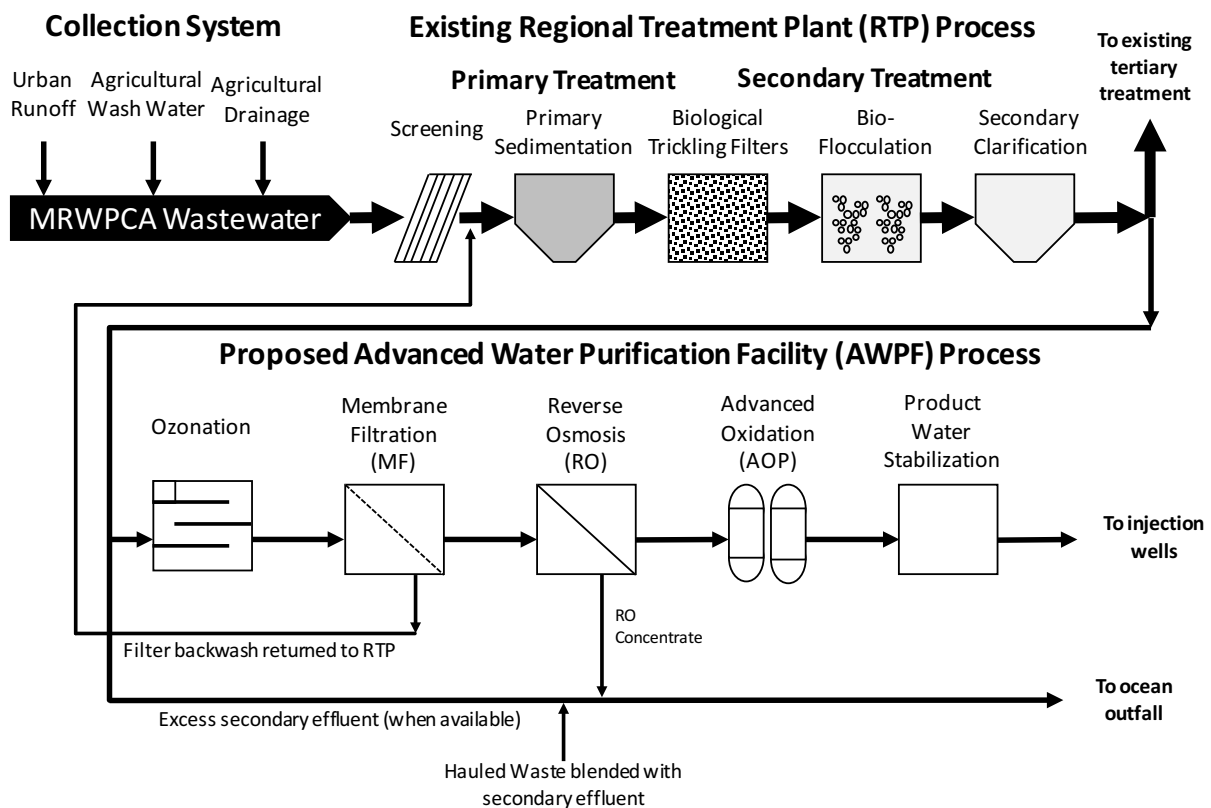 Collection System
Existing Regional Treatment Plant (RTP) Process
To existing
tertiary
treatment
Urban
Runoff
Agricultural
Wash Water
Agricultural
Drainage
Primary Treatment
Secondary Treatment
Screening
Primary
Sedimentation
Biological
Trickling Filters
Bio-
Flocculation
Secondary
Clarification
MRWPCA Wastewater
Proposed Advanced Water Purification Facility (AWPF) Process
Ozonation
Membrane
Filtration
(MF)
Reverse
Osmosis
(RO)
Advanced
Oxidation
(AOP)
Product
Water
Stabilization
To injection
wells
RO
Concentrate
Filter backwash returned to RTP
To ocean
outfall
Excess secondary effluent (when available)
Hauled Waste blended with
secondary effluent